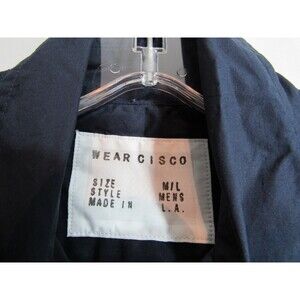 WEAR CISCO
SIZE M/L
STYLE MENS
MADE IN L.A.